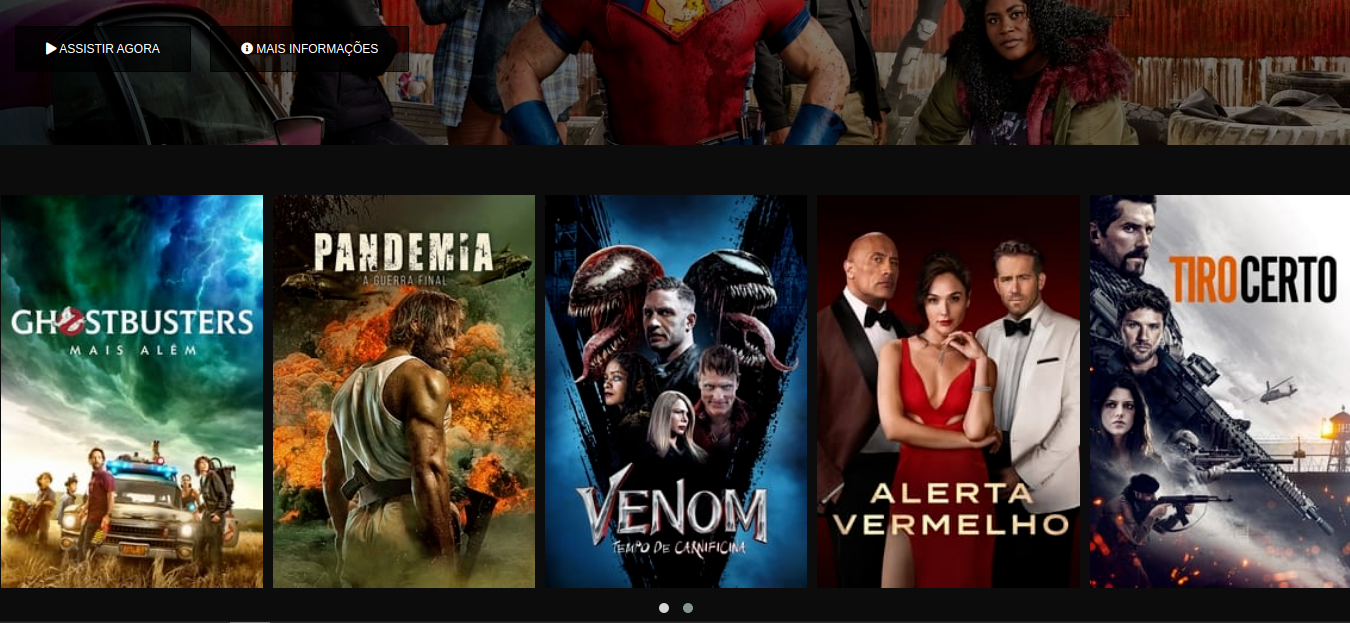 ASSISTIR AGORA
MAIS INFORMAÇÕES
GHOSTBUSTERS
MAIS ALÉM
PANDEMIA
A GUERRA FINAL
VENOM
TEMPO DE CARNIFICINA
ALERTA
VERMELHO
TIRO CERTO